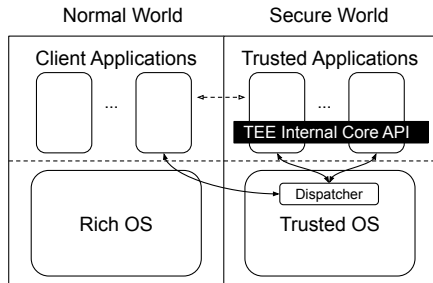 Normal World
Secure World
Client Applications
Trusted Applications
...
...
TEE Internal Core API
Dispatcher
Rich OS
Trusted OS